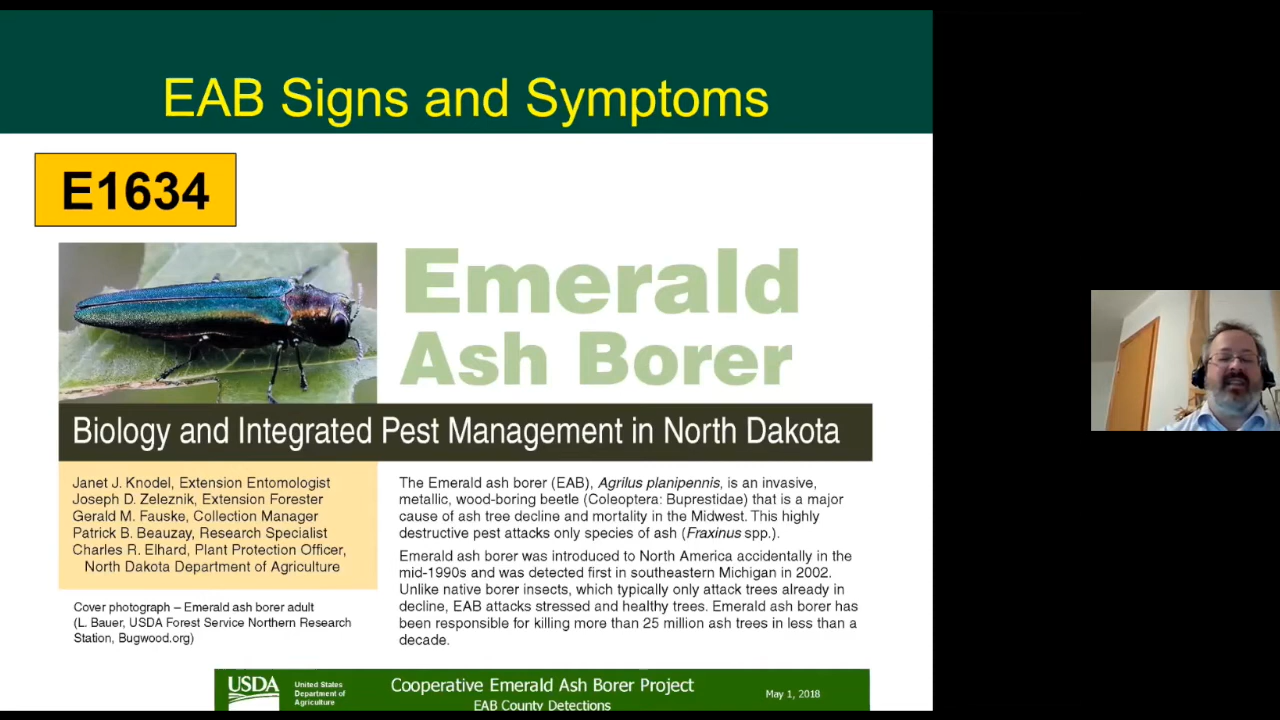 EAB Signs and Symptoms
E1634
Emerald
Ash Borer
Biology and Integrated Pest Management in North Dakota
Janet J. Knodel, Extension Entomologist
Joseph D. Zeleznik, Extension Forester
Gerald M. Fauske, Collection Manager
Patrick B. Beauzay, Research Specialist
Charles R. Elhard, Plant Protection Officer,
North Dakota Department of Agriculture
Cover photograph – Emerald ash borer adult
(L. Bauer, USDA Forest Service Northern Research
Station, Bugwood.org)
The Emerald ash borer (EAB), Agrilus planipennis, is an invasive,
metallic, wood-boring beetle (Coleoptera: Buprestidae) that is a major
cause of ash tree decline and mortality in the Midwest. This highly
destructive pest attacks only species of ash (Fraxinus spp.).
Emerald ash borer was introduced to North America accidentally in the
mid-1990s and was detected first in southeastern Michigan in 2002.
Unlike native borer insects, which typically only attack trees already in
decline, EAB attacks stressed and healthy trees. Emerald ash borer has
been responsible for killing more than 25 million ash trees in less than a
decade.
USDA
United States
Department of
Agriculture
Cooperative Emerald Ash Borer Project
EAB County Detections
May 1, 2018